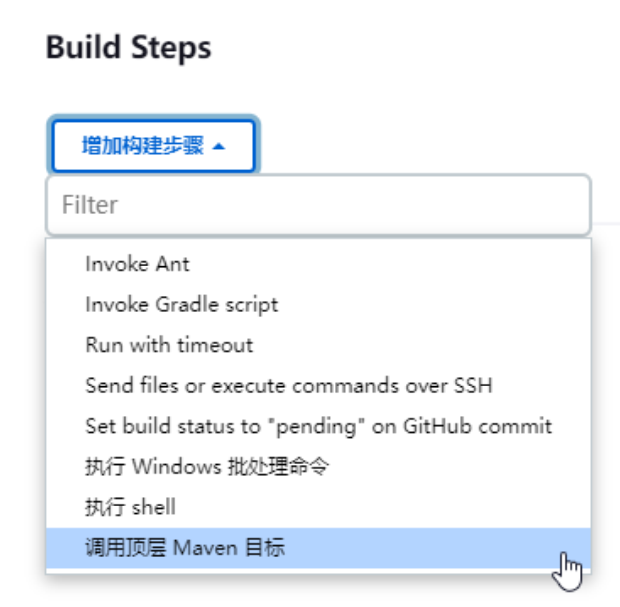 Build Steps
增加构建步骤
Filter
Invoke Ant
Invoke Gradle script
Run with timeout
Send files or execute commands over SSH
Set build status to "pending" on GitHub commit
执行 Windows 批处理命令
执行 shell
调用顶层 Maven 目标